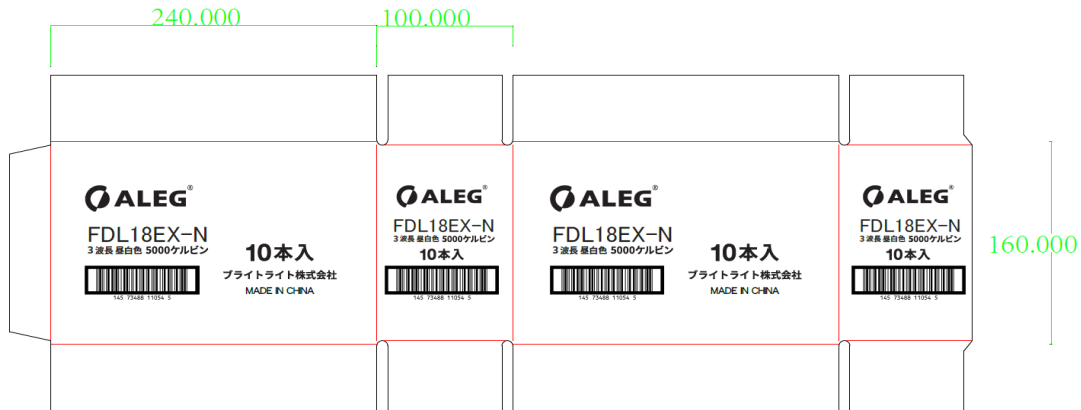 240.000
100.000
ALEG®
FDL18EX-N
3波長 昼白色 5000ケルビン
145 73488 11054 5
10本入
ブライトライト株式会社
MADE IN CHINA
ALEG®
FDL18EX-N
3波長 昼白色 5000ケルビン
10本入
145 73488 11054 5
ALEG®
FDL18EX-N
3波長 昼白色 5000ケルビン
145 73488 11054 5
10本入
ブライトライト株式会社
MADE IN CHINA
ALEG®
FDL18EX-N
3波長 昼白色 5000ケルビン
10本入
145 73488 11054 5
160.000